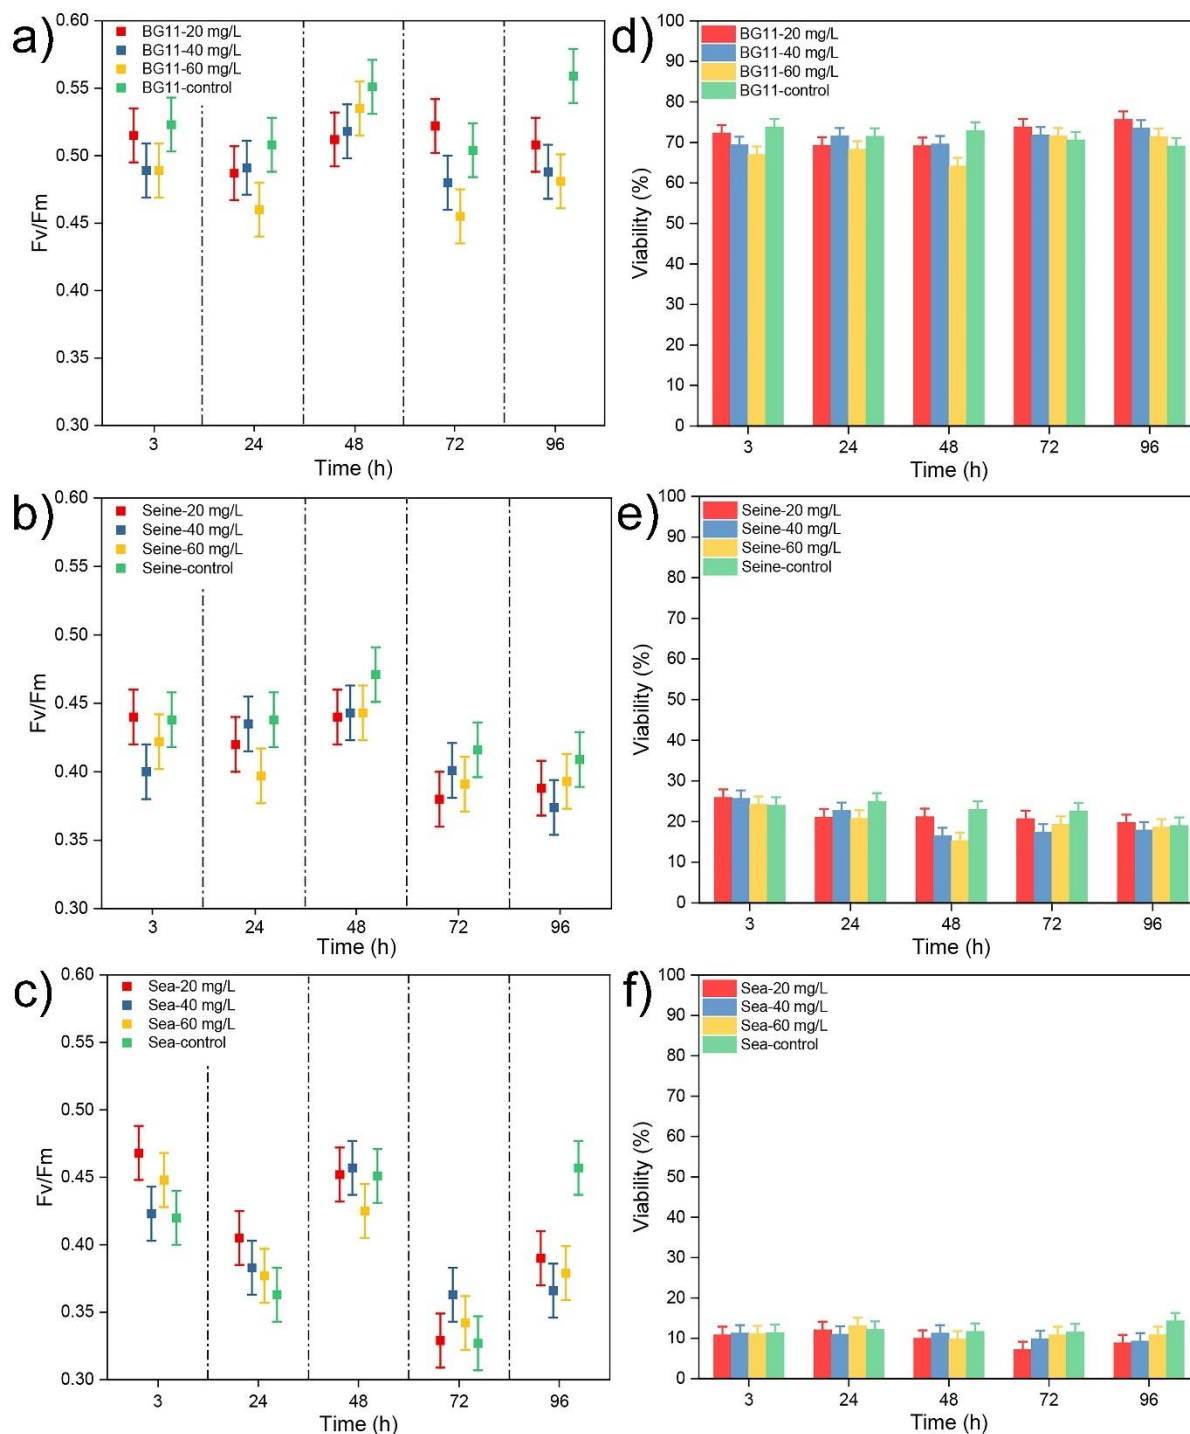 a)
0.60
0.55
0.50
0.45
0.40
0.35
0.30
Fv/Fm
BG11-20 mg/L
BG11-40 mg/L
BG11-60 mg/L
BG11-control
3 24 48 72 96
Time (h)
d)
100
90
80
70
60
50
40
30
20
10
0
Viability (%)
BG11-20 mg/L
BG11-40 mg/L
BG11-60 mg/L
BG11-control
3 24 48 72 96
Time (h)
b)
0.60
0.55
0.50
0.45
0.40
0.35
0.30
Fv/Fm
Seine-20 mg/L
Seine-40 mg/L
Seine-60 mg/L
Seine-control
3 24 48 72 96
Time (h)
e)
100
90
80
70
60
50
40
30
20
10
0
Viability (%)
Seine-20 mg/L
Seine-40 mg/L
Seine-60 mg/L
Seine-control
3 24 48 72 96
Time (h)
c)
0.60
0.55
0.50
0.45
0.40
0.35
0.30
Fv/Fm
Sea-20 mg/L
Sea-40 mg/L
Sea-60 mg/L
Sea-control
3 24 48 72 96
Time (h)
f)
100
90
80
70
60
50
40
30
20
10
0
Viability (%)
Sea-20 mg/L
Sea-40 mg/L
Sea-60 mg/L
Sea-control
3 24 48 72 96
Time (h)